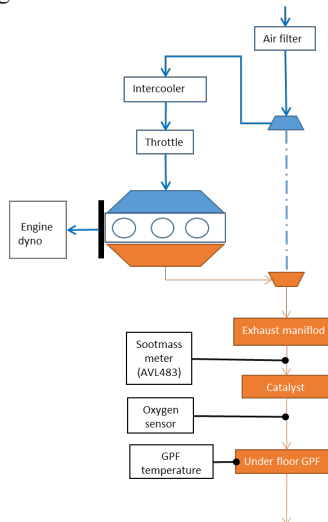 Air filter
Intercooler
Throttle
Engine
dyno
Exhaust maniflod
Sootmass
meter
(AVL483)
Catalyst
Oxygen
sensor
GPF
temperature
Under floor GPF